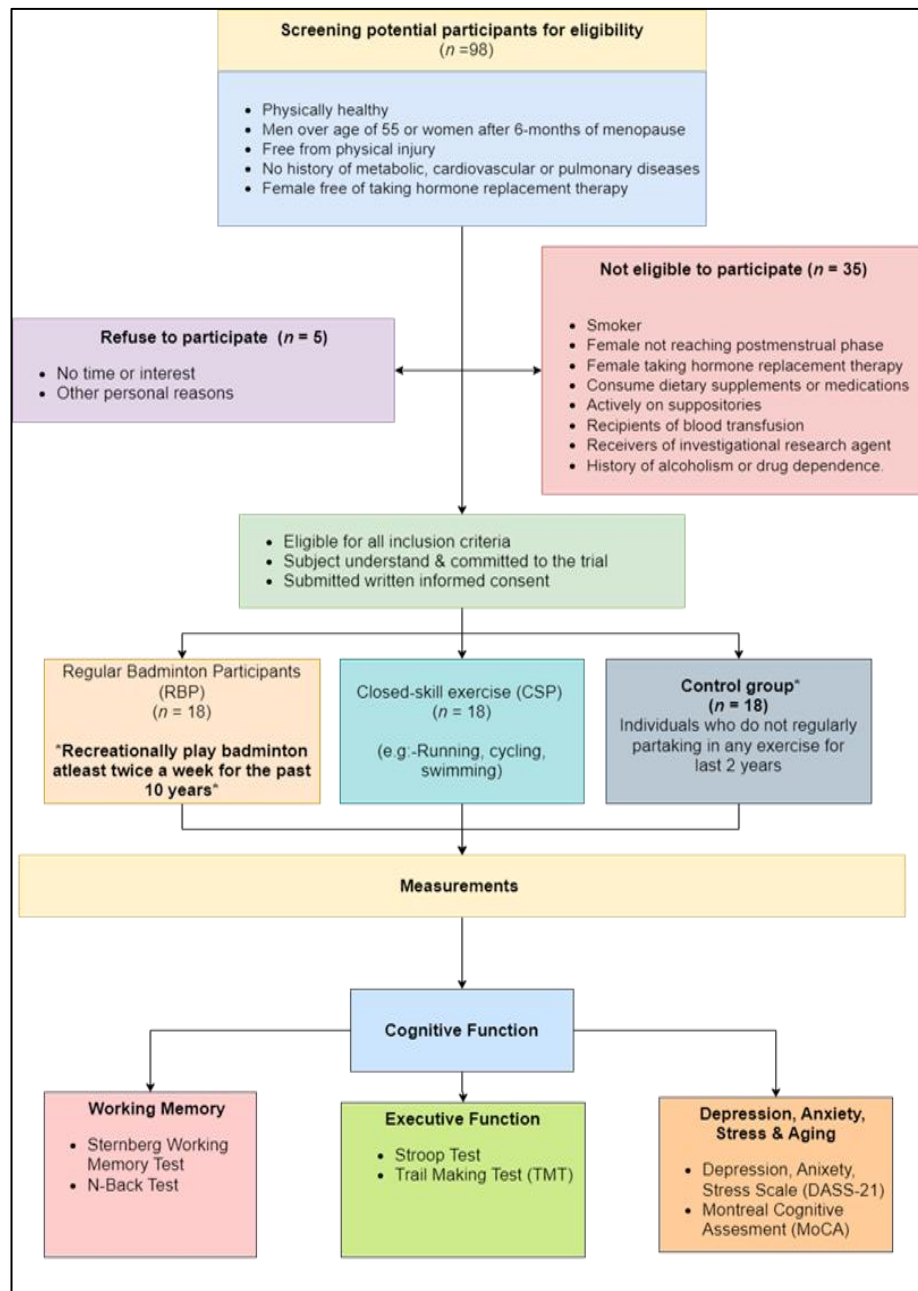 Screening potential participants for eligibility
(n =98)
• Physically healthy
• Men over age of 55 or women after 6-months of menopause
• Free from physical injury
• No history of metabolic, cardiovascular or pulmonary diseases
• Female free of taking hormone replacement therapy
Not eligible to participate (n = 35)
• Smoker
• Female not reaching postmenstrual phase
• Female taking hormone replacement therapy
• Consume dietary supplements or medications
• Actively on suppositories
• Recipients of blood transfusion
• Receivers of investigational research agent
• History of alcoholism or drug dependence.
Refuse to participate (n = 5)
• No time or interest
• Other personal reasons
• Eligible for all inclusion criteria
• Subject understand & committed to the trial
• Submitted written informed consent
Regular Badminton Participants
(RBP)
(n = 18)
*Recreationally play badminton
atleast twice a week for the past
10 years*
Closed-skill exercise (CSP)
(n = 18)
(e.g:-Running, cycling,
swimming)
Control group*
(n = 18)
Individuals who do not regularly
partaking in any exercise for
last 2 years
Measurements
Cognitive Function
Working Memory
• Sternberg Working
Memory Test
• N-Back Test
Executive Function
• Stroop Test
• Trail Making Test (TMT)
Depression, Anxiety,
Stress & Aging
• Depression, Anixety,
Stress Scale (DASS-21)
• Montreal Cognitive
Assesment (MoCA)